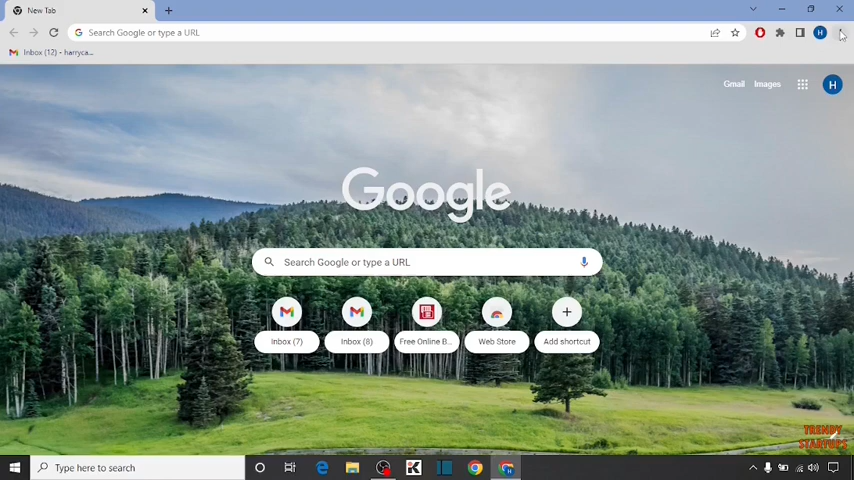 New Tab
Search Google or type a URL
Inbox (12) - harryca...
Gmail Images
H
H
Google
Search Google or type a URL
Inbox (7) Inbox (8) Free Online B... Web Store Add shortcut
TRENDY
STARTUPS
Type here to search